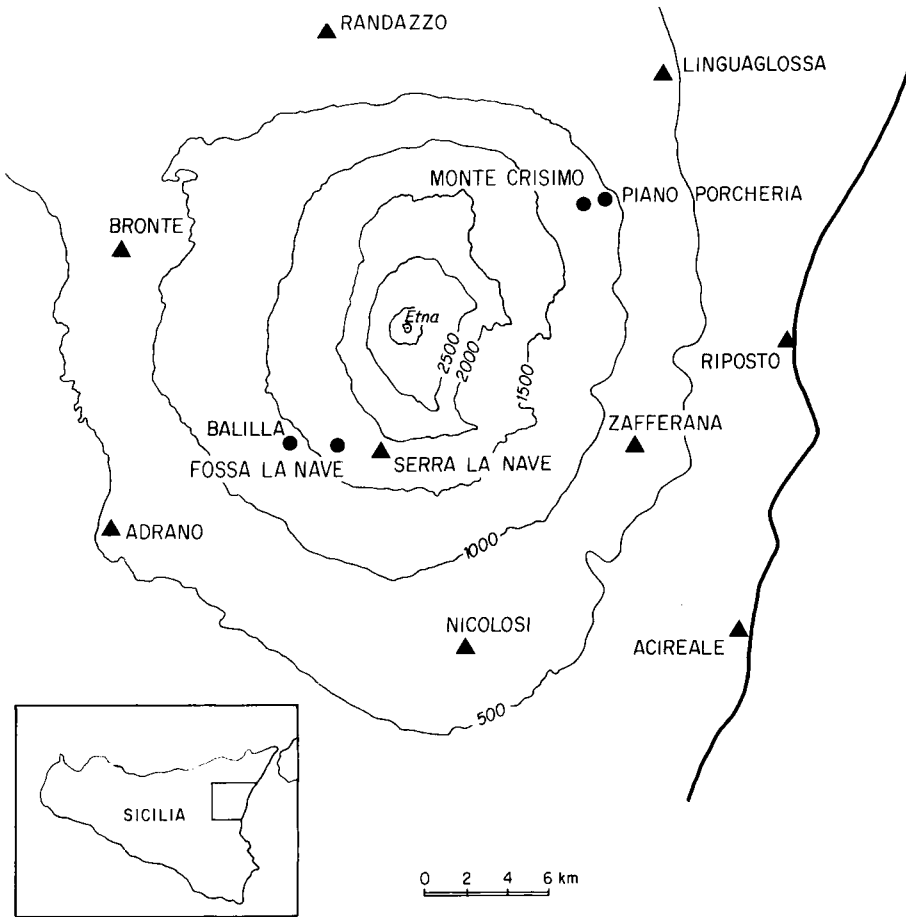 RANDAZZO
LINGUAGLOSSA
MONTE CRISIMO
PIANO PORCHERIA
BRONTE
Etna
2500
2000
1500
RIPOSTO
BALILLA
ZAFFERANA
FOSSA LA NAVE
SERRA LA NAVE
ADRANO
1000
NICOLOSI
ACIREALE
500
SICILIA
0 2 4 6 km